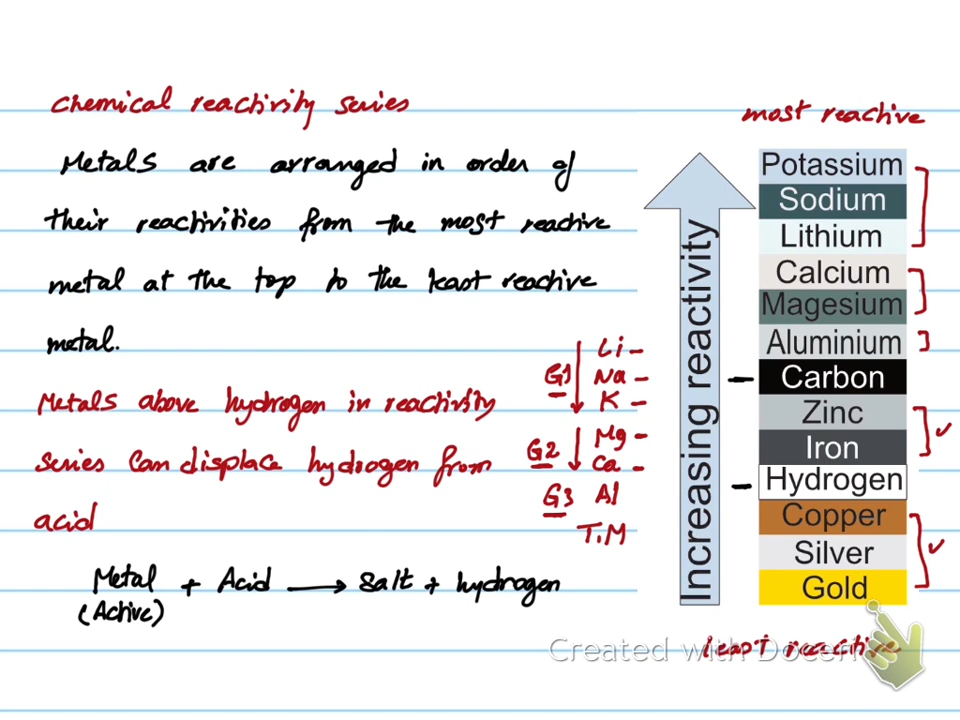 Chemical reactivity series
most reactive
Metals are arranged in order of
their reactivities from the most reactive
metal at the top to the least reactive
metal.
Metals above hydrogen in reactivity
series can displace hydrogen from
acid
Metal + Acid ⟶ Salt + hydrogen
(Active)
G1
Li –
Na –
K –
G2
Mg –
Ca –
G3 Al
T.M
Increasing reactivity
Potassium
Sodium
Lithium
Calcium
Magesium
Aluminium
Carbon
Zinc
Iron
Hydrogen
Copper
Silver
Gold
least reactive
Created with Doceri